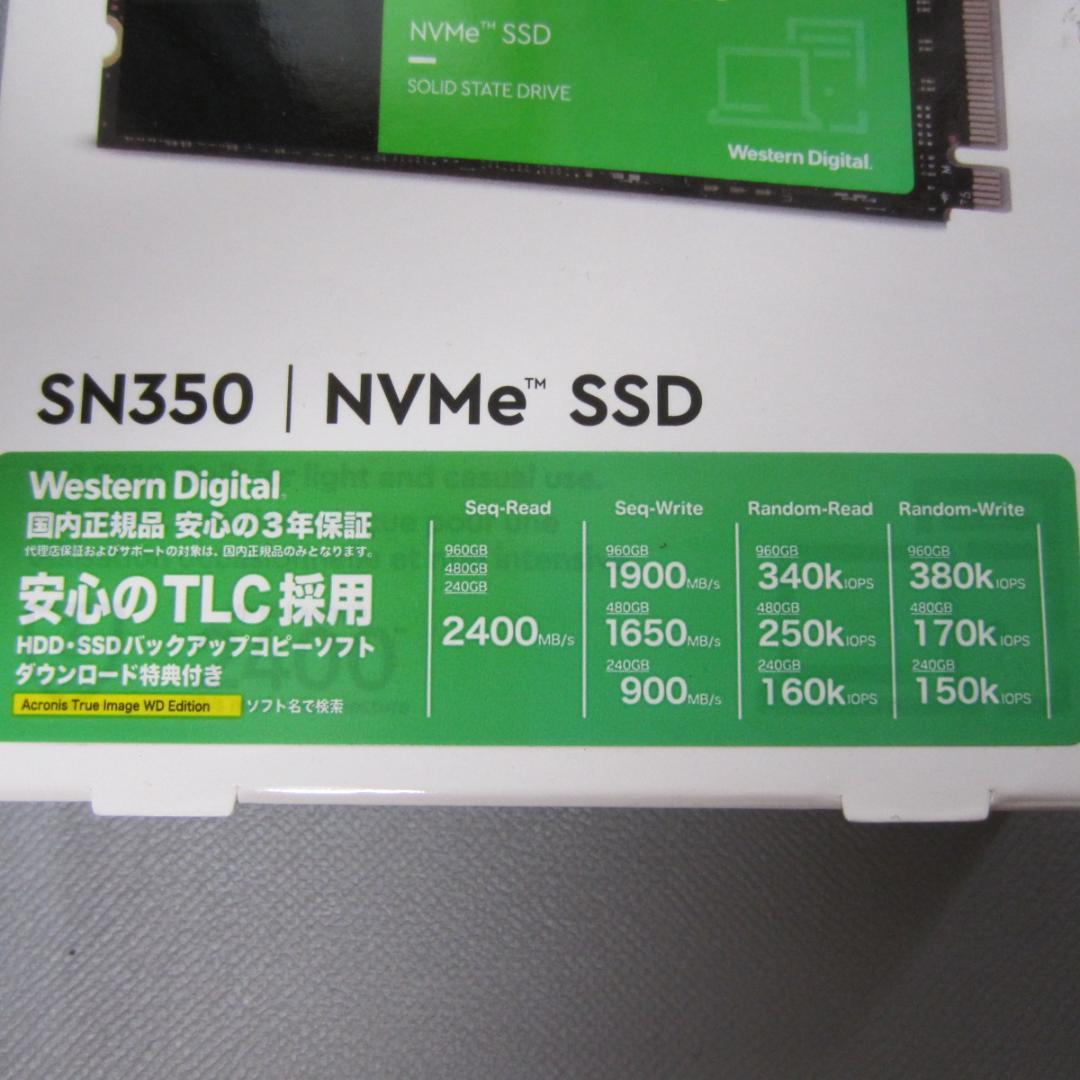 NVMe™ SSD
SOLID STATE DRIVE
Western Digital.
SN350 | NVMe™ SSD
Western Digital.
国内正規品 安心の3年保証
代理店保証およびサポートの対象は、国内正規品のみとなります。
安心のTLC採用
HDD・SSDバックアップコピーソフト
ダウンロード特典付き
Acronis True Image WD Edition ソフト名で検索
Seq-Read
960GB
480GB
240GB
2400MB/s
Seq-Write
960GB
1900MB/s
480GB
1650MB/s
240GB
900MB/s
Random-Read
960GB
340kIOPS
480GB
250kIOPS
240GB
160kIOPS
Random-Write
960GB
380kIOPS
480GB
170kIOPS
240GB
150kIOPS
light and casual use.
2400